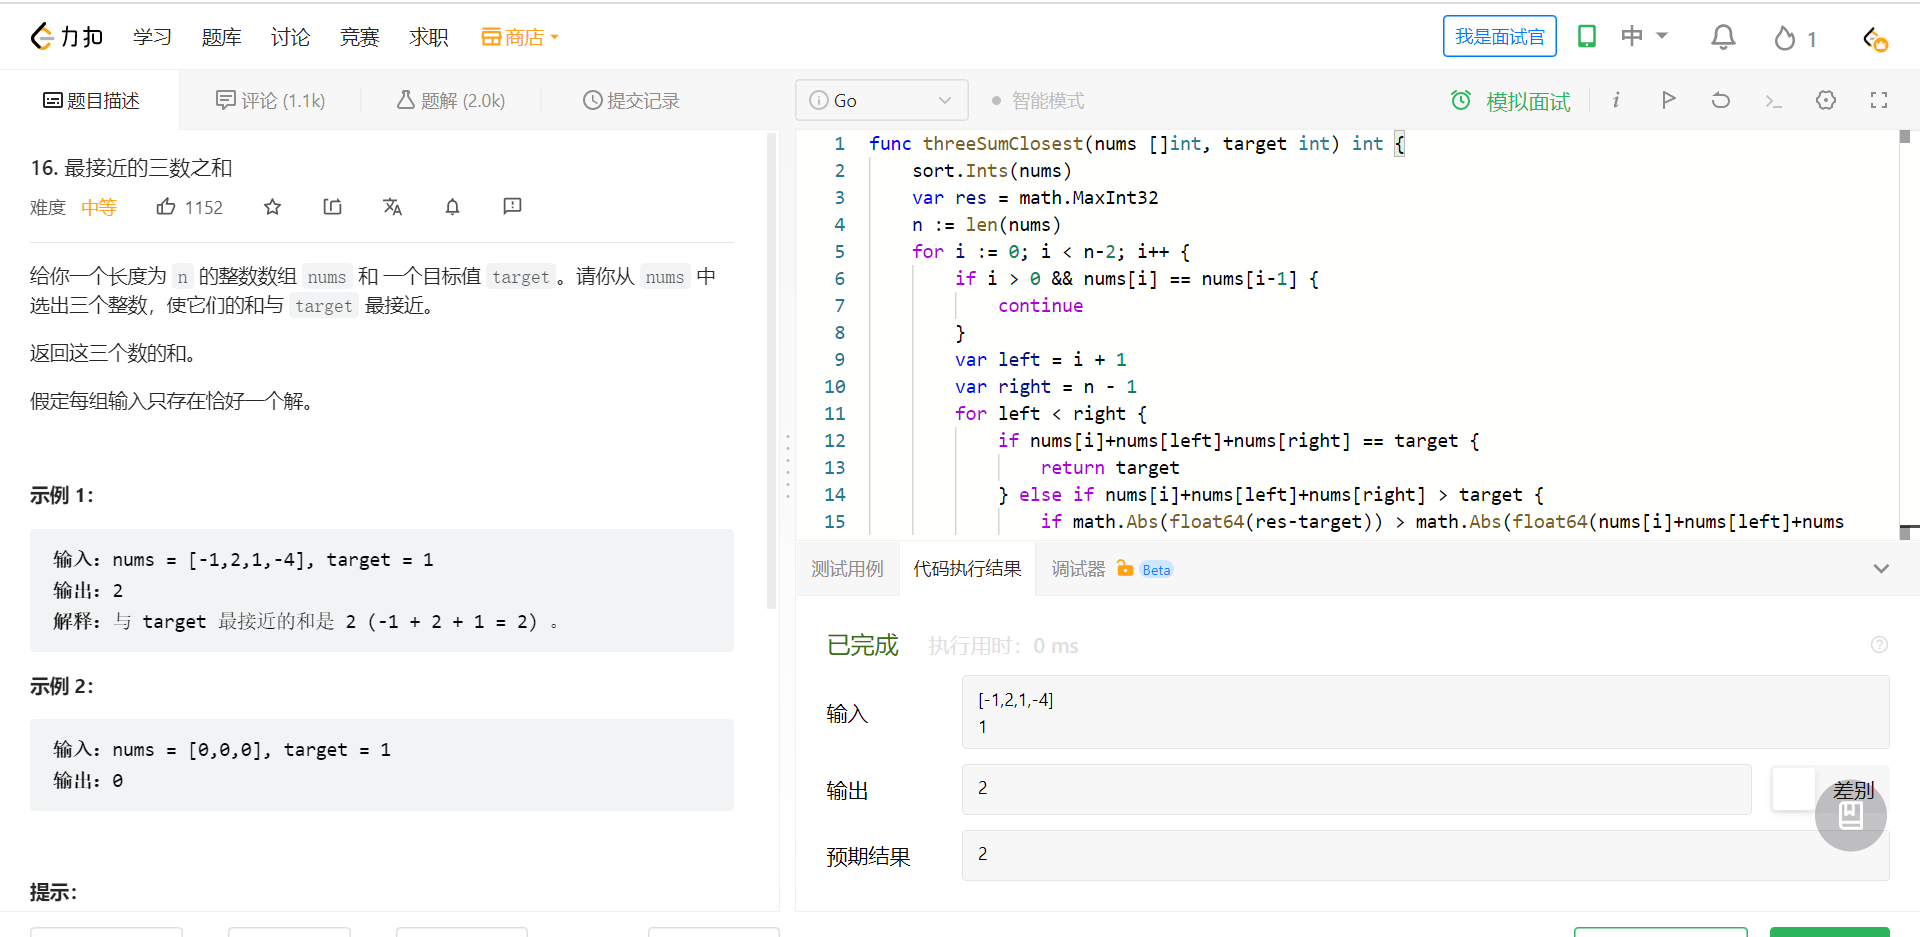 力扣 学习 题库 讨论 竞赛 求职 商店 我是面试官 中 1
题目描述 评论 (1.1k) 题解 (2.0k) 提交记录
16. 最接近的三数之和
难度 中等 1152
给你一个长度为 n 的整数数组 nums 和 一个目标值 target 。请你从 nums 中
选出三个整数，使它们的和与 target 最接近。
返回这三个数的和。
假定每组输入只存在恰好一个解。
示例 1：
输入：nums = [-1,2,1,-4], target = 1
输出：2
解释：与 target 最接近的和是 2 (-1 + 2 + 1 = 2) 。
示例 2：
输入：nums = [0,0,0], target = 1
输出：0
提示：
i Go 智能模式 模拟面试 i
1 func threeSumClosest(nums []int, target int) int {
2 sort.Ints(nums)
3 var res = math.MaxInt32
4 n := len(nums)
5 for i := 0; i < n-2; i++ {
6 if i > 0 && nums[i] == nums[i-1] {
7 continue
8 }
9 var left = i + 1
10 var right = n - 1
11 for left < right {
12 if nums[i]+nums[left]+nums[right] == target {
13 return target
14 } else if nums[i]+nums[left]+nums[right] > target {
15 if math.Abs(float64(res-target)) > math.Abs(float64(nums[i]+nums[left]+nums
测试用例 代码执行结果 调试器 Beta
已完成 执行用时：0 ms ?
输入
[-1,2,1,-4]
1
输出 2 差别
预期结果 2